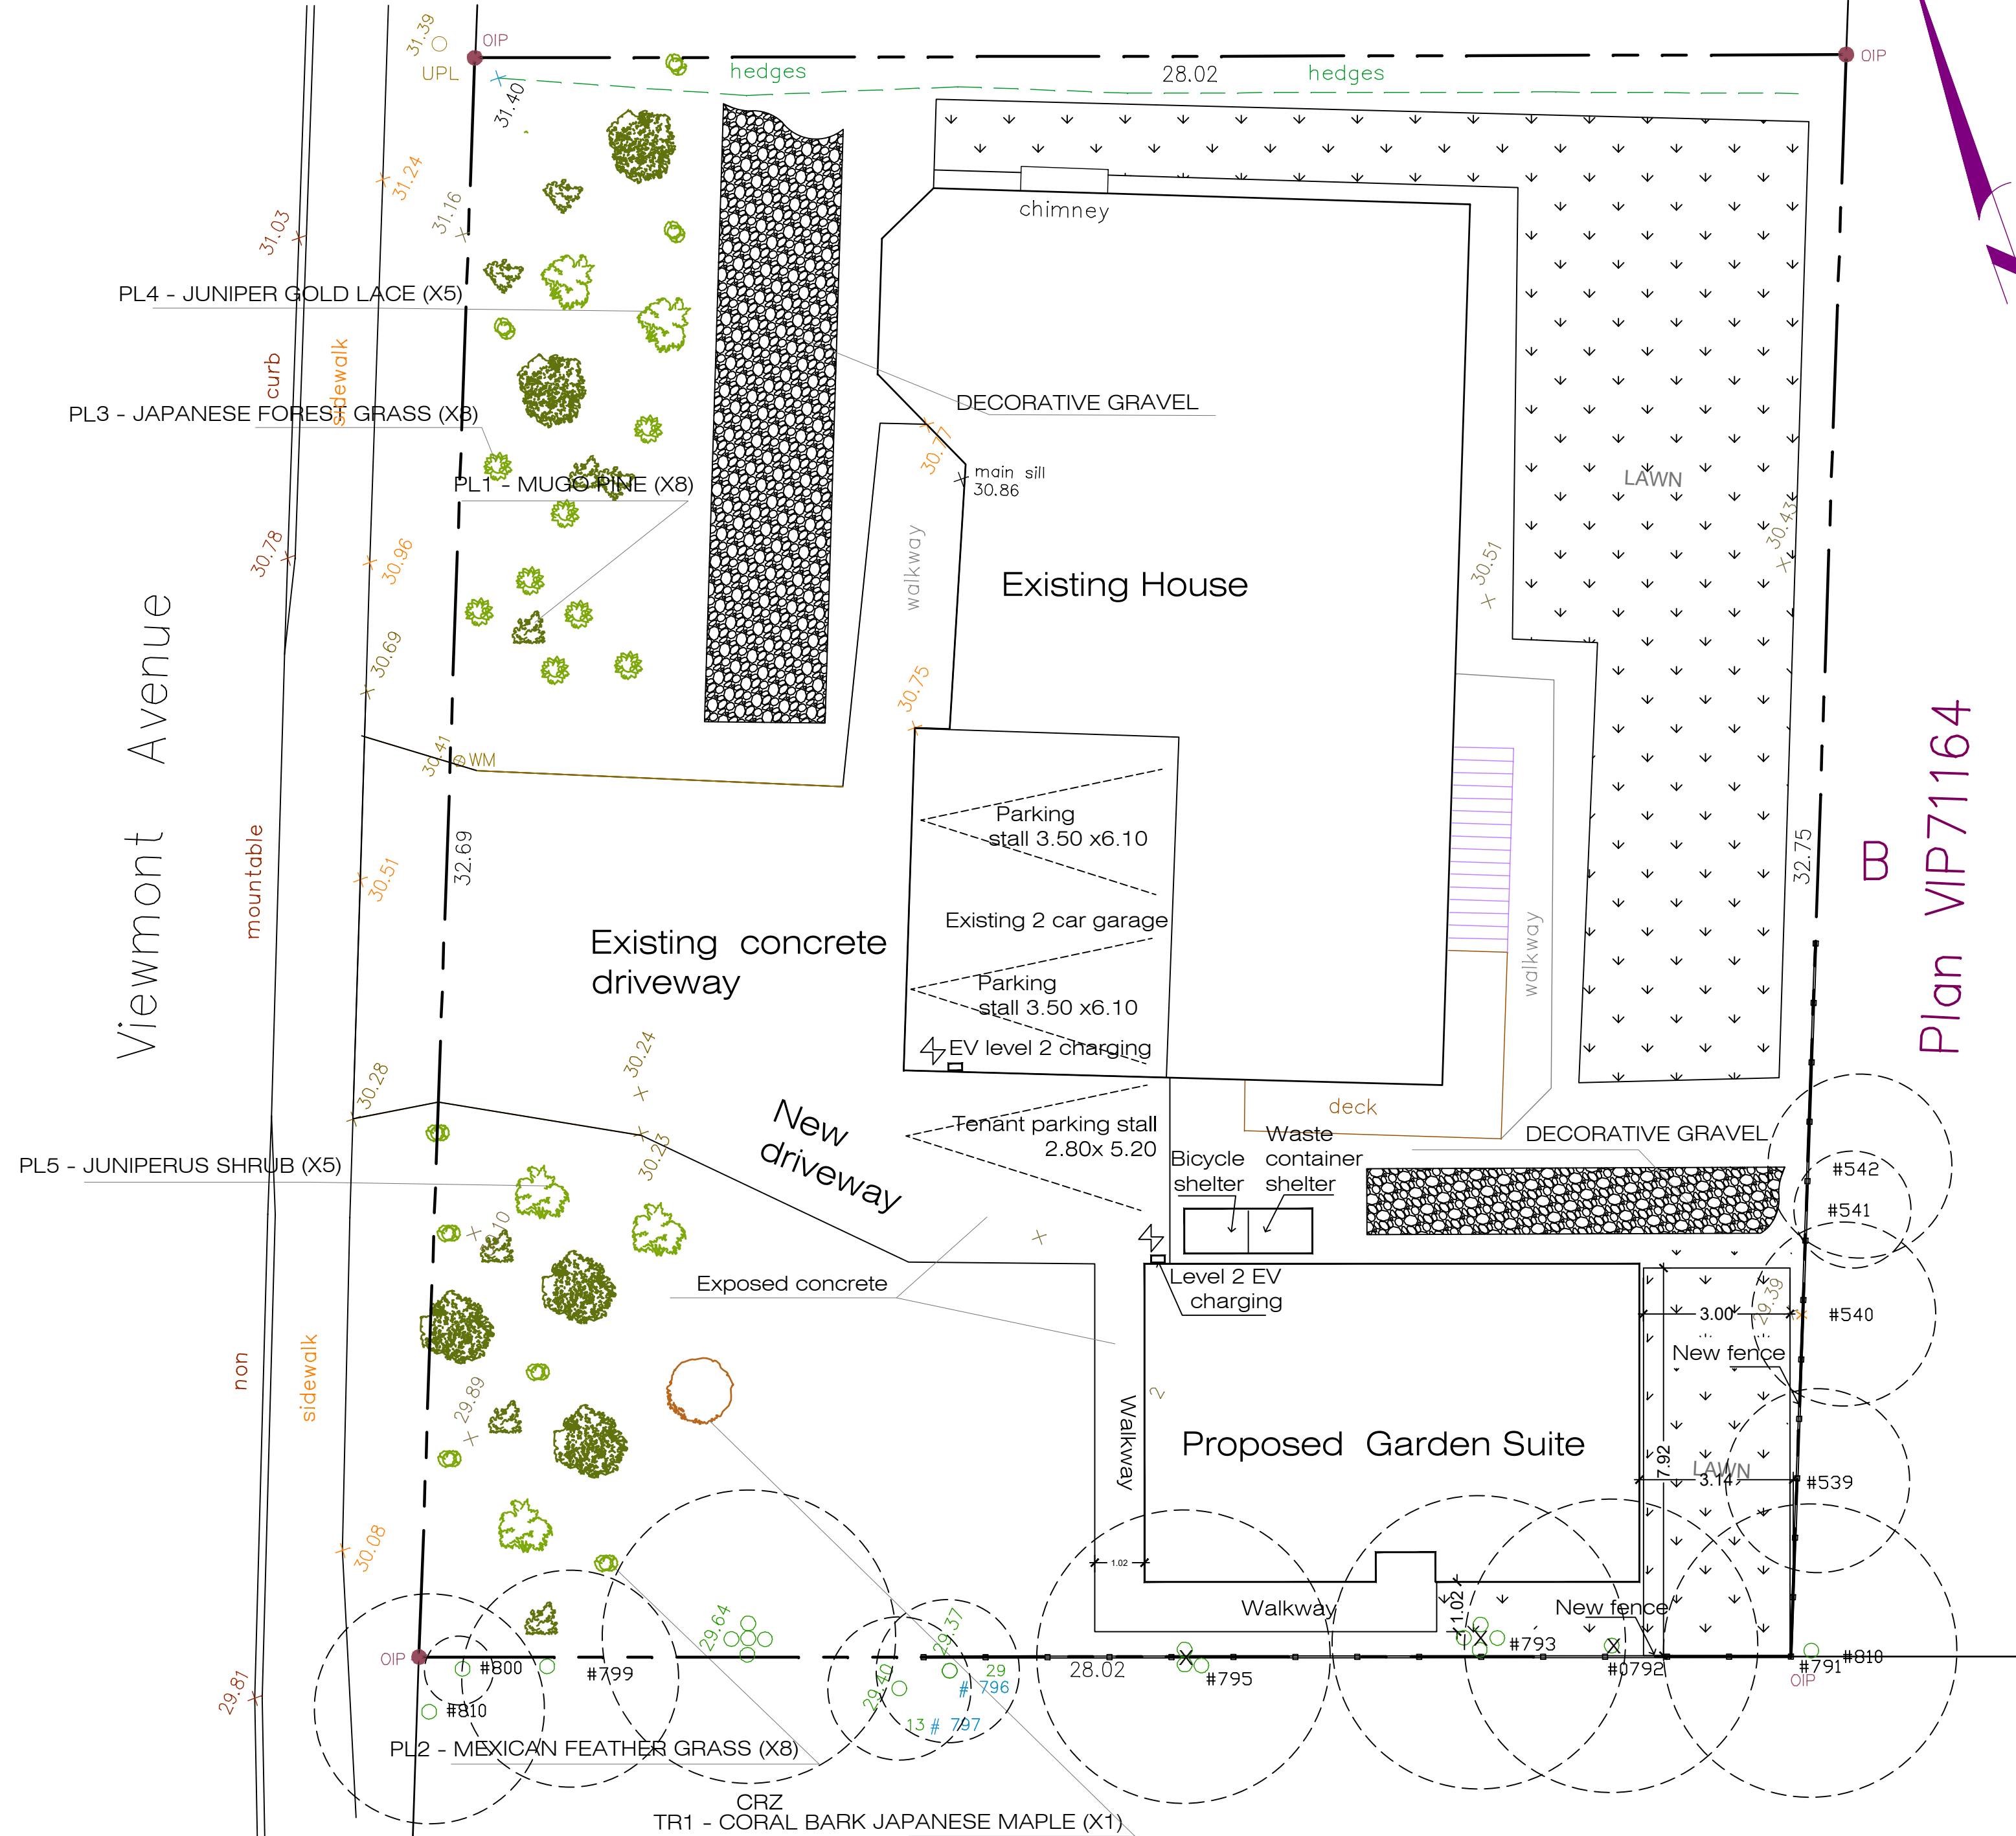 31.39
OIP
UPL
31.40
hedges
28.02
hedges
OIP
31.24
31.16
31.03
chimney
PL4 - JUNIPER GOLD LACE (X5)
curb
sidewalk
PL3 - JAPANESE FOREST GRASS (X8)
DECORATIVE GRAVEL
30.77
main sill
30.86
PL1 - MUGO PINE (X8)
LAWN
30.43
30.78
30.96
walkway
Existing House
30.51
30.69
30.75
Viewmont Avenue
30.41
WM
Plan VIP71164
B
32.69
32.75
mountable
30.51
Parking
stall 3.50 x6.10
Existing 2 car garage
Existing concrete
driveway
walkway
Parking
stall 3.50 x6.10
EV level 2 charging
30.28
30.24
30.23
New
driveway
Tenant parking stall
2.80x 5.20
deck
Bicycle
shelter
Waste
container
shelter
DECORATIVE GRAVEL
PL5 - JUNIPERUS SHRUB (X5)
#542
#541
Exposed concrete
Level 2 EV
charging
29.39
3.00
#540
New fence
non
sidewalk
29.89
Walkway
2
Proposed Garden Suite
7.92
LAWN
3.14
#539
30.08
1.02
1.02
Walkway
New fence
29.64
29.37
OIP
#800
#799
29.40
29
# 796
28.02
#795
#793
#0792
#791
#810
OIP
29.81
#810
13
# 797
PL2 - MEXICAN FEATHER GRASS (X8)
CRZ
TR1 - CORAL BARK JAPANESE MAPLE (X1)